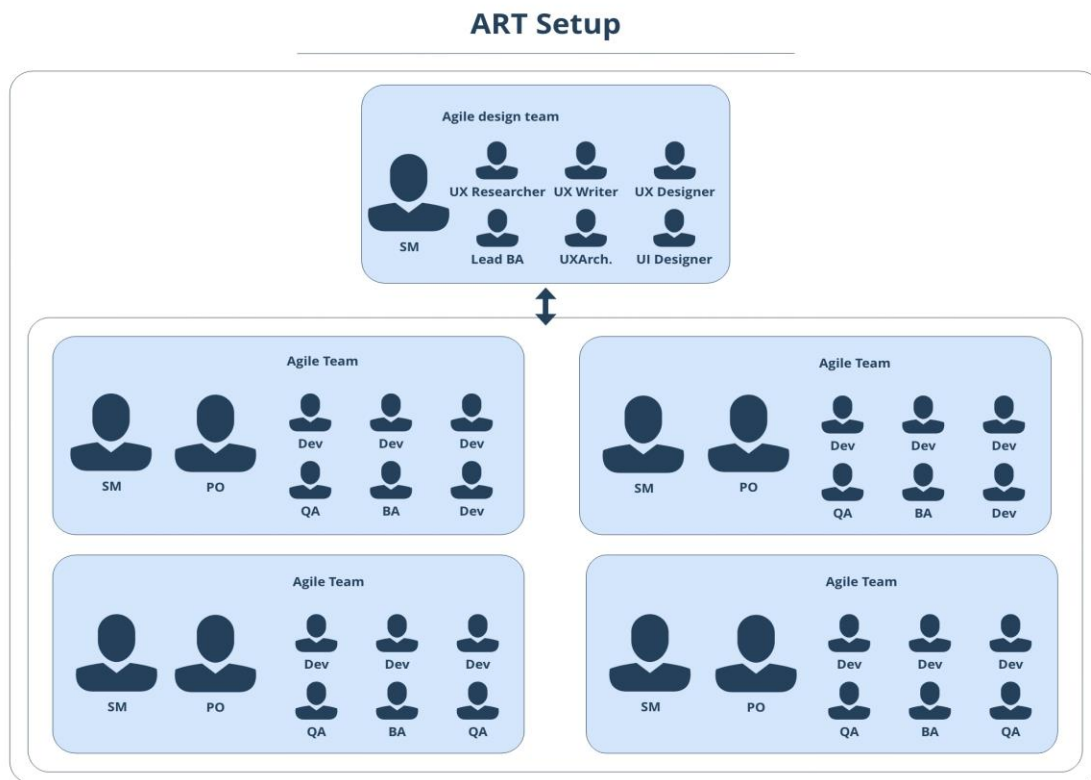 ART Setup
Agile design team
UX Researcher UX Writer UX Designer
SM
Lead BA UXArch. UI Designer
Agile Team
Dev Dev Dev
SM PO
QA BA Dev
Agile Team
Dev Dev Dev
SM PO
QA BA Dev
Agile Team
Dev Dev Dev
SM PO
QA BA QA
Agile Team
Dev Dev Dev
SM PO
QA BA QA